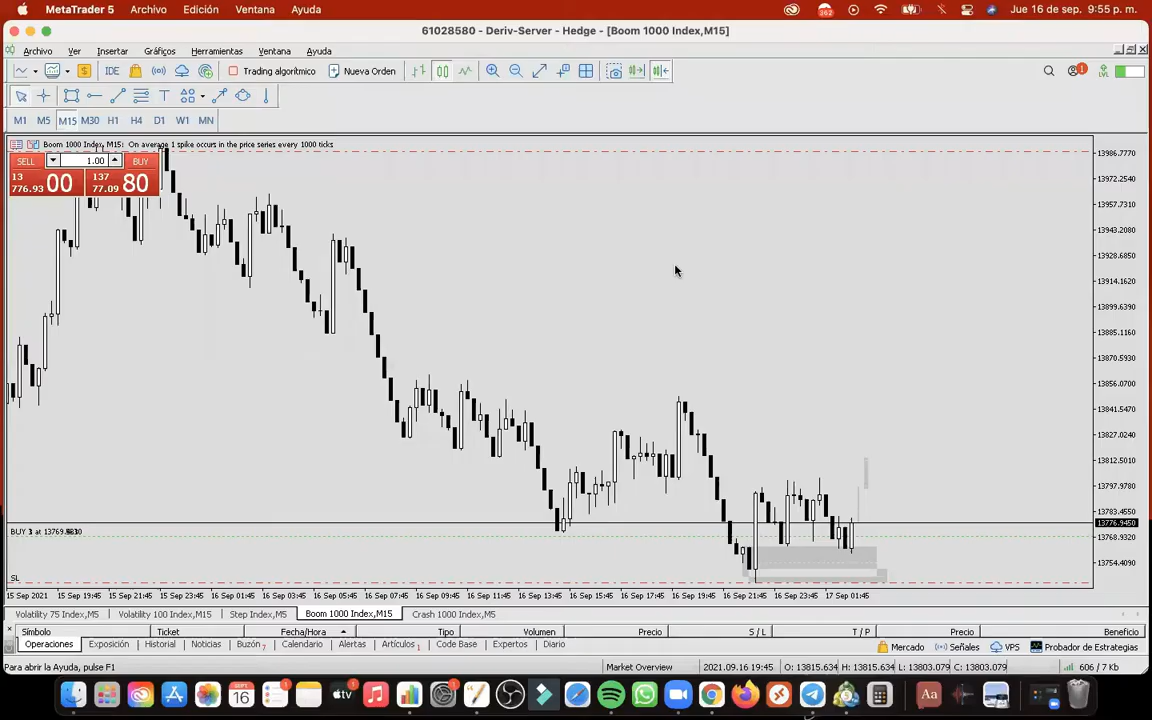 MetaTrader 5 Archivo Edición Ventana Ayuda Jue 16 de sep. 9:55 p. m.
61028580 - Deriv-Server - Hedge - [Boom 1000 Index,M15]
Archivo Ver Insertar Gráficos Herramientas Ventana Ayuda
IDE Trading algorítmico Nueva Orden
M1 M5 M15 M30 H1 H4 D1 W1 MN
Boom 1000 Index, M15: On average 1 spike occurs in the price series every 1000 ticks
SELL 1.00 BUY
13 776.93 00 137 77.09 80
13986.7770
13972.2540
13957.7310
13943.2080
13928.6850
13914.1620
13899.6390
13885.1160
13870.5930
13856.0700
13841.5470
13827.0240
13812.5010
13797.9780
13783.4550
13776.9450
BUY
13768.9320
13754.4090
SL
15 Sep 2021 15 Sep 19:45 15 Sep 21:45 15 Sep 23:45 16 Sep 01:45 16 Sep 03:45 16 Sep 05:45 16 Sep 07:45 16 Sep 09:45 16 Sep 11:45 16 Sep 13:45 16 Sep 15:45 16 Sep 17:45 16 Sep 19:45 16 Sep 21:45 16 Sep 23:45 17 Sep 01:45
Volatility 75 Index,M5 Volatility 100 Index,M15 Step Index,M5 Boom 1000 Index,M15 Crash 1000 Index,M5
Símbolo Ticket Fecha/Hora Tipo Volumen Precio S / L T / P Precio Beneficio
Operaciones Exposición Historial Noticias Buzón 7 Calendario Alertas Artículos 1 Code Base Expertos Diario Mercado Señales VPS Probador de Estrategias
Para abrir la Ayuda, pulse F1 Market Overview 2021.09.16 19:45 O: 13815.634 H: 13815.634 L: 13803.079 C: 13803.079 606 / 7 Kb